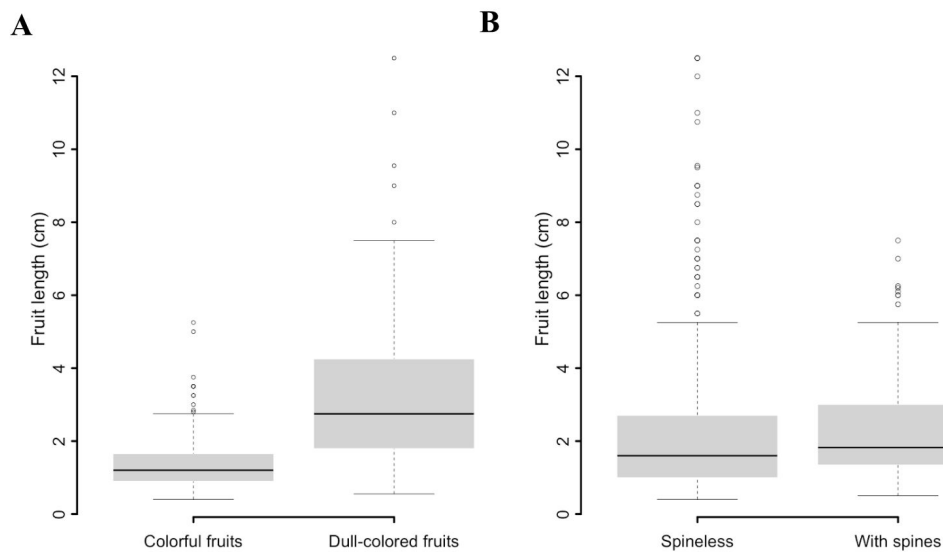 A
Fruit length (cm)
0
2
4
6
8
10
12
Colorful fruits
Dull-colored fruits
B
Fruit length (cm)
0
2
4
6
8
10
12
Spineless
With spines